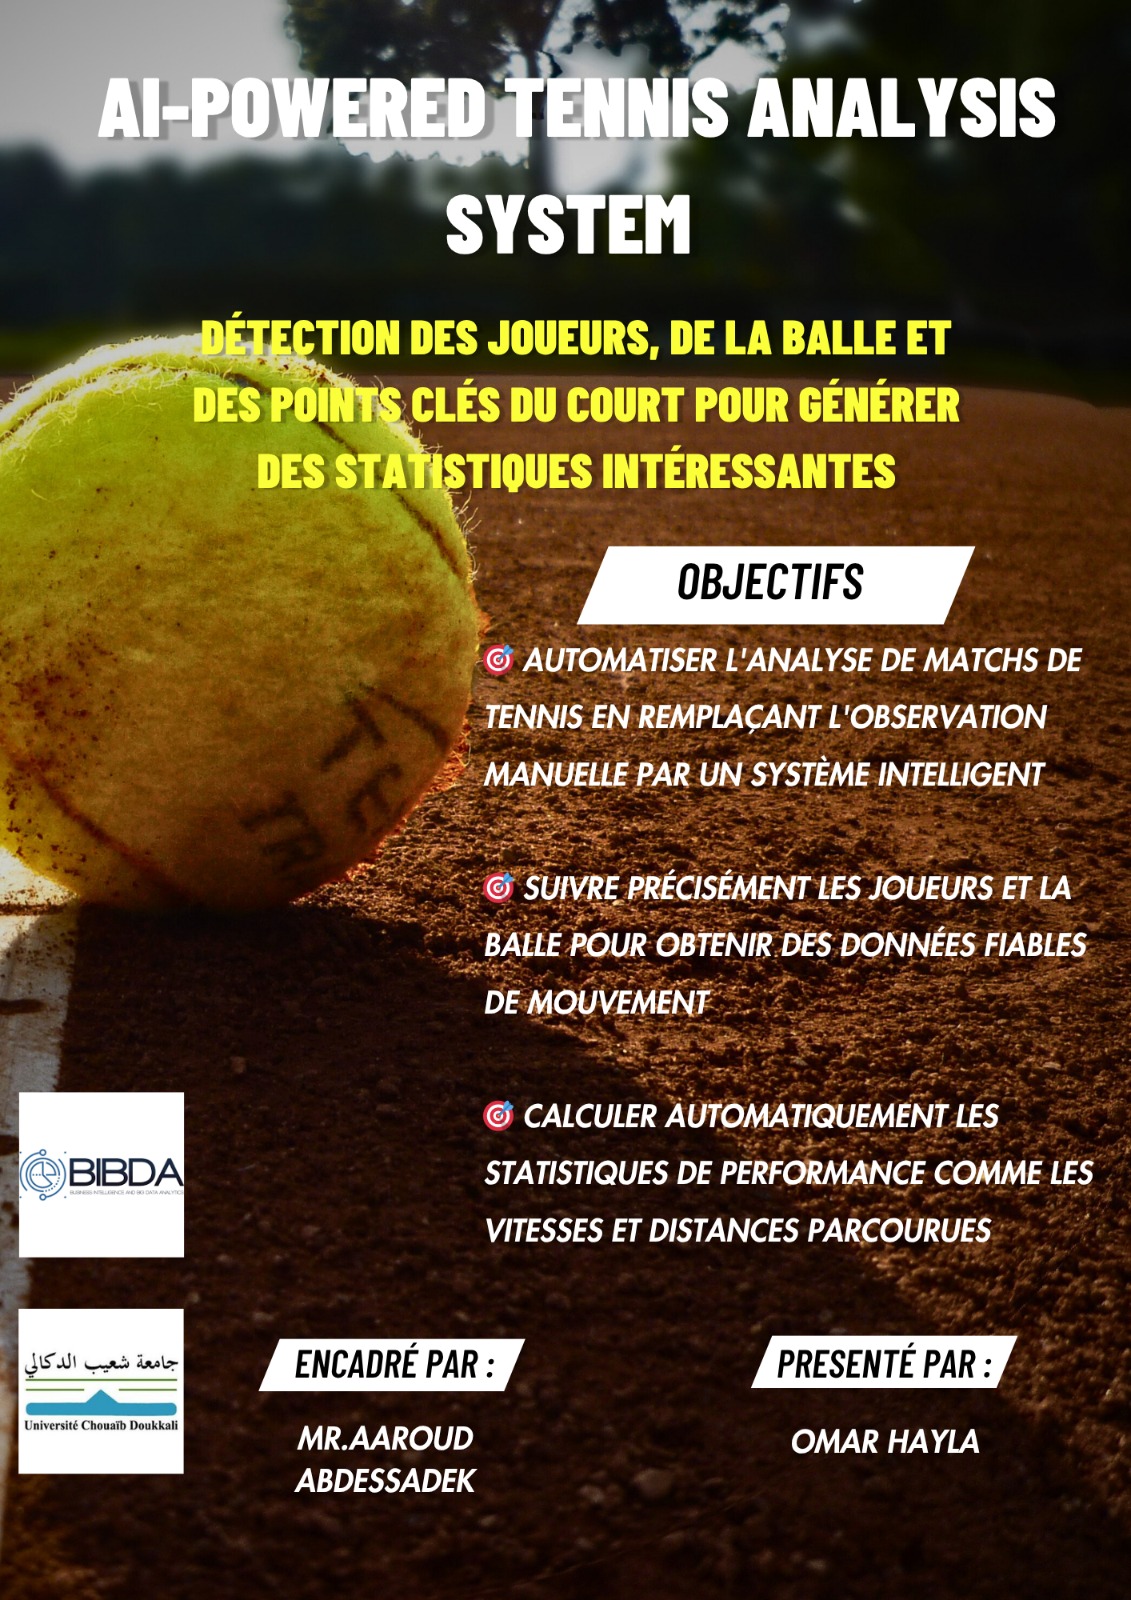 AI-POWERED TENNIS ANALYSIS
SYSTEM
DÉTECTION DES JOUEURS, DE LA BALLE ET
DES POINTS CLÉS DU COURT POUR GÉNÉRER
DES STATISTIQUES INTÉRESSANTES
OBJECTIFS
🎯 AUTOMATISER L'ANALYSE DE MATCHS DE
TENNIS EN REMPLAÇANT L'OBSERVATION
MANUELLE PAR UN SYSTÈME INTELLIGENT
🎯 SUIVRE PRÉCISÉMENT LES JOUEURS ET LA
BALLE POUR OBTENIR DES DONNÉES FIABLES
DE MOUVEMENT
🎯 CALCULER AUTOMATIQUEMENT LES
STATISTIQUES DE PERFORMANCE COMME LES
VITESSES ET DISTANCES PARCOURUES
BIBDA
BUSINESS INTELLIGENCE AND BIG DATA ANALYTICS
جامعة شعيب الدكالي
Université Chouaïb Doukkali
ENCADRÉ PAR :
MR.AAROUD
ABDESSADEK
PRESENTÉ PAR :
OMAR HAYLA